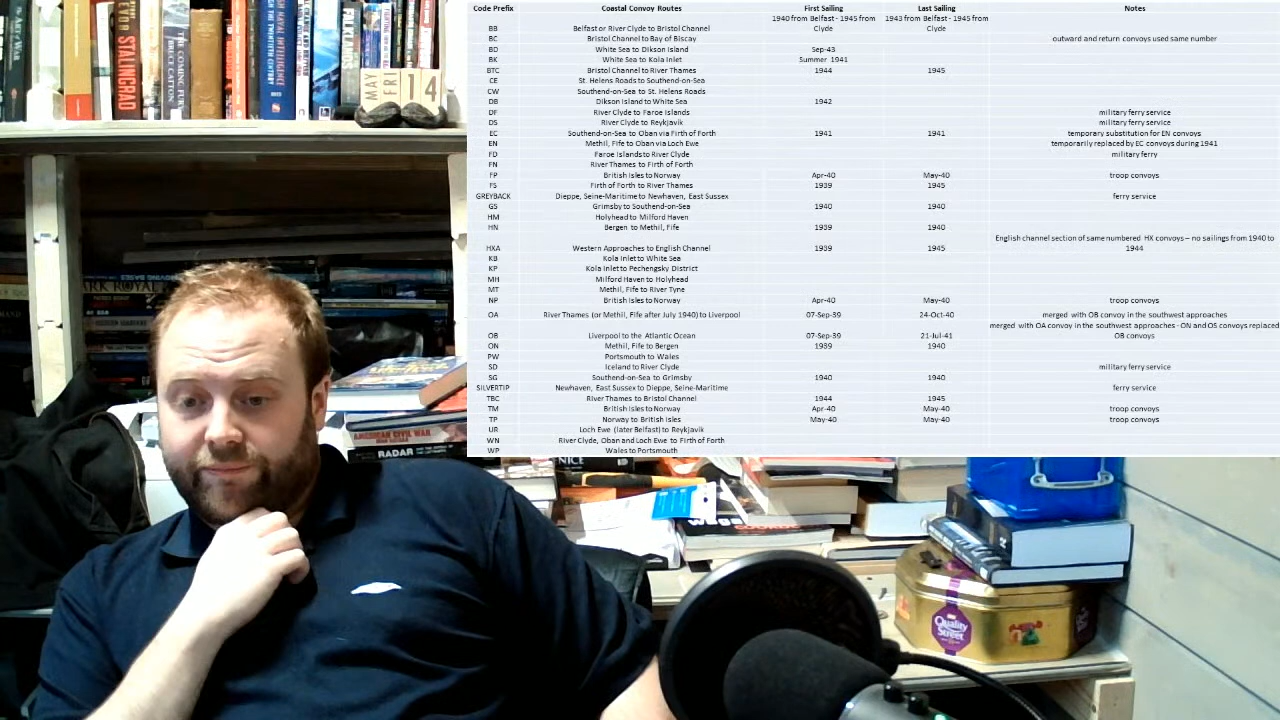 STALINGRAD
THE COMING FURY
BRUCE CATTON
FALKLANDS
MAY
FRI
1 4
Code Prefix Coastal Convoy Routes First Sailing Last Sailing Notes
1940 from Belfast - 1945 from 1943 from Belfast - 1945 from
BB Belfast or River Clyde to Bristol Channel Clyde Clyde
BC Bristol Channel to Bay of Biscay outward and return convoys used same number
BD White Sea to Dikson Island Sep-43
BK White Sea to Kola Inlet Summer 1941
BTC Bristol Channel to River Thames 1944 1945
CE St. Helens Roads to Southend-on-Sea
CW Southend-on-Sea to St. Helens Roads
DB Dikson Island to White Sea 1942
DF River Clyde to Faroe Islands military ferry service
DS River Clyde to Reykjavik military ferry service
EC Southend-on-Sea to Oban via Firth of Forth 1941 1941 temporary substitution for EN convoys
EN Methil, Fife to Oban via Loch Ewe temporarily replaced by EC convoys during 1941
FD Faroe Islands to River Clyde military ferry
FN River Thames to Firth of Forth
FP British Isles to Norway Apr-40 May-40 troop convoys
FS Firth of Forth to River Thames 1939 1945
GREYBACK Dieppe, Seine-Maritime to Newhaven, East Sussex ferry service
GS Grimsby to Southend-on-Sea 1940 1940
HM Holyhead to Milford Haven
HN Bergen to Methil, Fife 1939 1940
English channel section of same numbered HX convoys – no sailings from 1940 to
HXA Western Approaches to English Channel 1939 1945 1944
KB Kola Inlet to White Sea
KP Kola Inlet to Pechengsky District
MH Milford Haven to Holyhead
MT Methil, Fife to River Tyne
NP British Isles to Norway Apr-40 May-40 troop convoys
OA River Thames (or Methil, Fife after July 1940) to Liverpool 07-Sep-39 24-Oct-40 merged with OB convoy in the southwest approaches
merged with OA convoy in the southwest approaches - ON and OS convoys replaced
OB Liverpool to the Atlantic Ocean 07-Sep-39 21-Jul-41 OB convoys
ON Methil, Fife to Bergen 1939 1940
PW Portsmouth to Wales
SD Iceland to River Clyde military ferry service
SG Southend-on-Sea to Grimsby 1940 1940
SILVERTIP Newhaven, East Sussex to Dieppe, Seine-Maritime ferry service
TBC River Thames to Bristol Channel 1944 1945
TM British Isles to Norway Apr-40 May-40 troop convoys
TP Norway to British Isles May-40 May-40 troop convoys
UR Loch Ewe (later Belfast) to Reykjavik
WN River Clyde, Oban and Loch Ewe to Firth of Forth
WP Wales to Portsmouth
AMERICAN CIVIL WAR
RADAR
Quality
Street